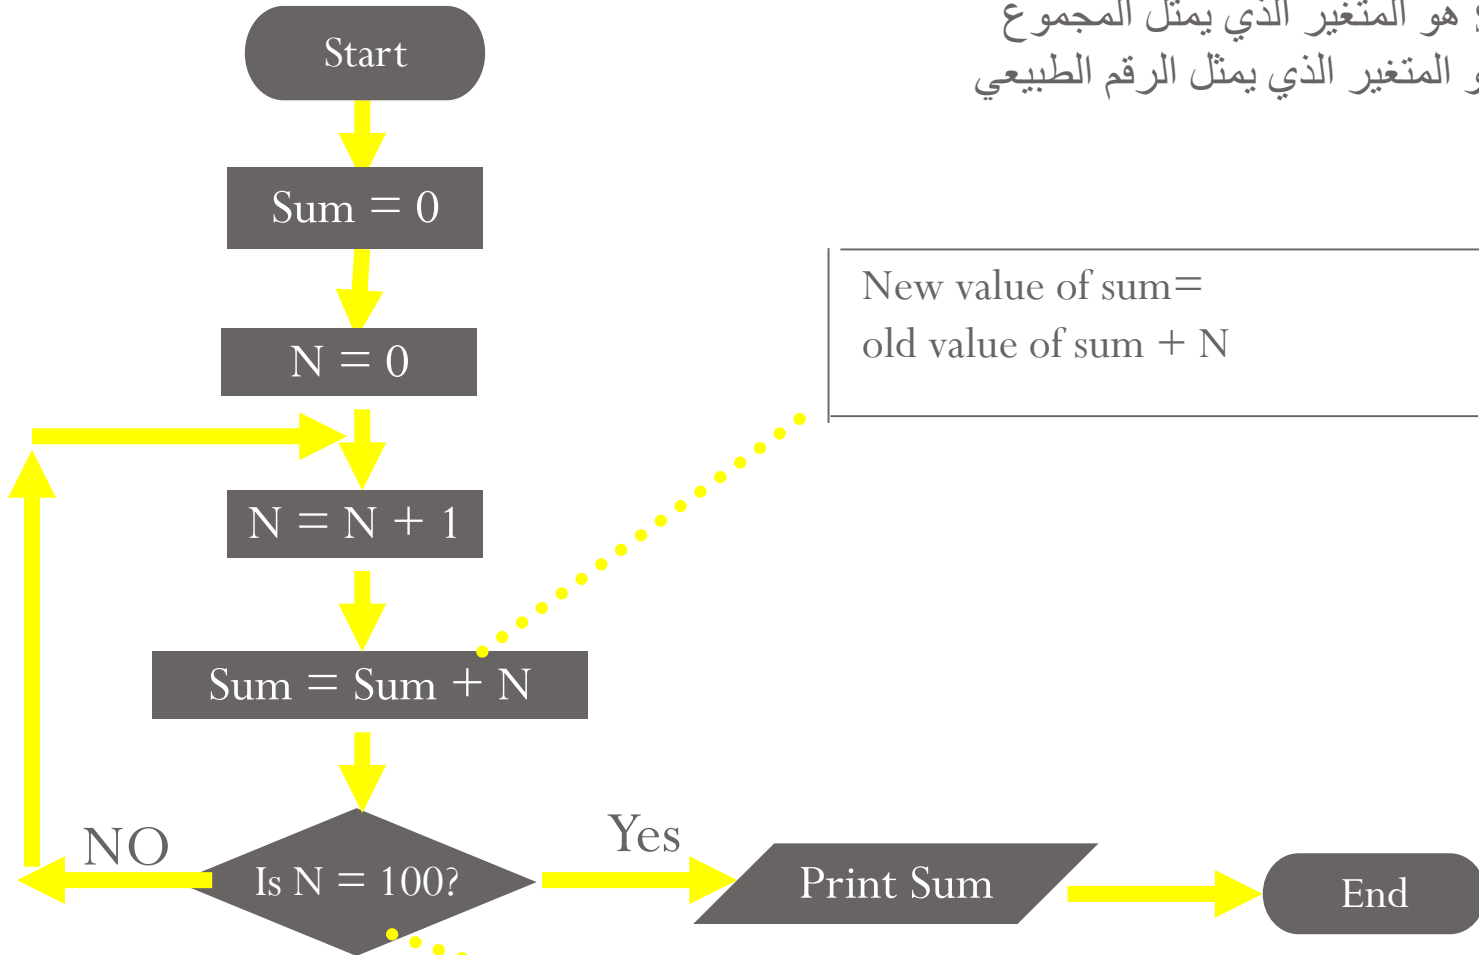 هو المتغير الذي يمثل المجموع
المتغير الذي يمثل الرقم الطبيعي
Start
Sum = 0
New value of sum=
old value of sum + N
N = 0
N = N + 1
Sum = Sum + N
NO
Is N = 100?
Yes
Print Sum
End